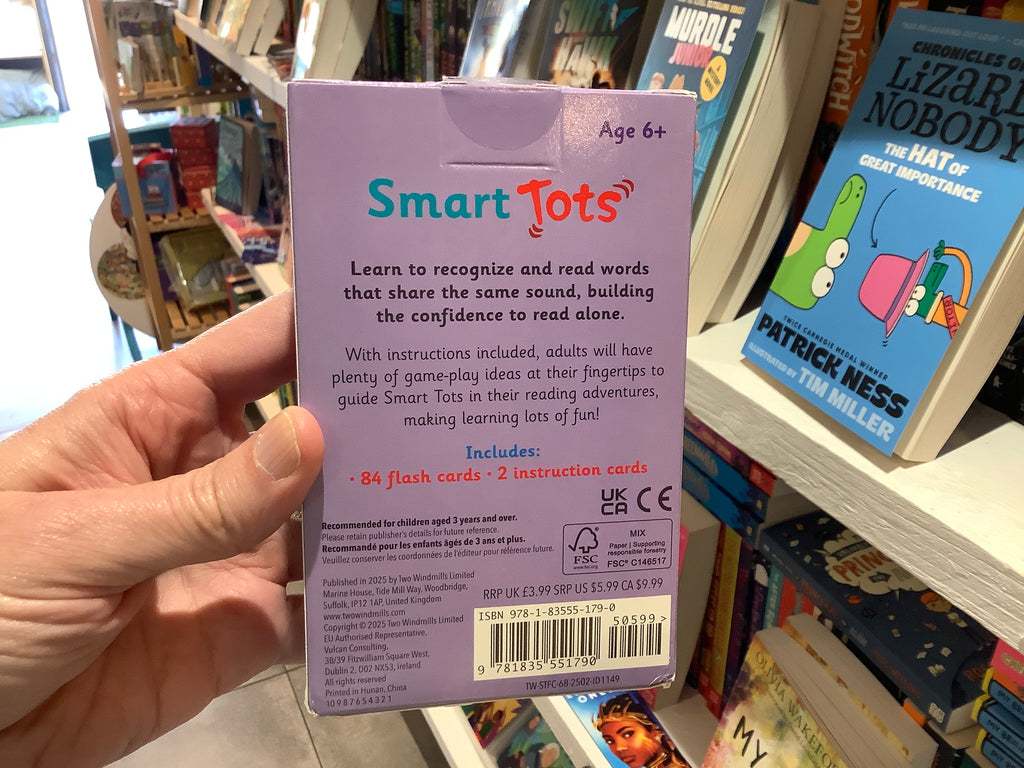 Age 6+
Smart Tots
Learn to recognize and read words
that share the same sound, building
the confidence to read alone.
With instructions included, adults will have
plenty of game-play ideas at their fingertips to
guide Smart Tots in their reading adventures,
making learning lots of fun!
Includes:
• 84 flash cards • 2 instruction cards
UK
CA CE
Recommended for children aged 3 years and over.
Please retain publisher's details for future reference.
Recommandé pour les enfants âgés de 3 ans et plus.
Veuillez conserver les coordonnées de l'éditeur pour référence future.
FSC
www.fsc.org
MIX
Paper | Supporting
responsible forestry
FSC® C146517
Published in 2025 by Two Windmills Limited
Marine House, Tide Mill Way, Woodbridge,
Suffolk, IP12 1AP, United Kingdom
www.twowindmills.com
Copyright © 2025 Two Windmills Limited
EU Authorised Representative,
Vulcan Consulting,
38/39 Fitzwilliam Square West,
Dublin 2, D02 NX53, Ireland
All rights reserved
Printed in Hunan, China
10 9 8 7 6 5 4 3 2 1
RRP UK £3.99 SRP US $5.99 CA $9.99
ISBN 978-1-83555-179-0
50599 >
9 781835 551790
TW STFC-68-2502-ID1149
MURDLE
JUNIOR
CHRONICLES OF
LiZARD
NOBODY
THE HAT OF
GREAT IMPORTANCE
TWICE CARNEGIE MEDAL WINNER
PATRICK NESS
ILLUSTRATED BY TIM MILLER
OLIVIA WAKEFORD
MY